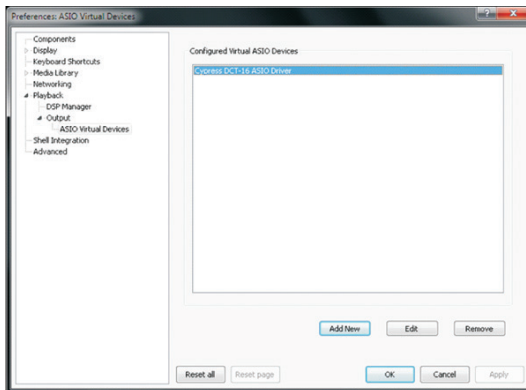 Preferences: ASIO Virtual Devices
Components
Display
Keyboard Shortcuts
Media Library
Networking
Playback
DSP Manager
Output
ASIO Virtual Devices
Shell Integration
Advanced
Configured Virtual ASIO Devices
Cypress DCT-16 ASIO Driver
Add New
Edit
Remove
Reset all
Reset page
OK
Cancel
Apply